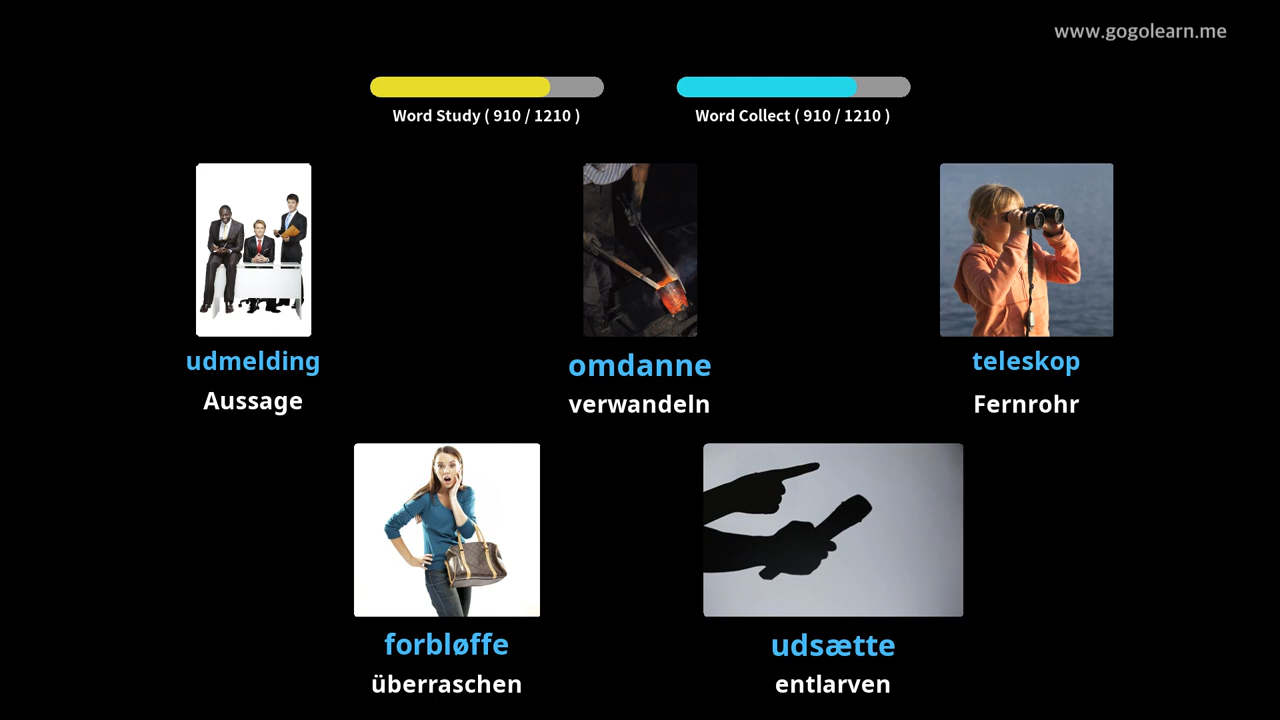 www.gogolearn.me
Word Study ( 910 / 1210 )
Word Collect ( 910 / 1210 )
udmelding
Aussage
omdanne
verwandeln
teleskop
Fernrohr
forbløffe
überraschen
udsætte
entlarven